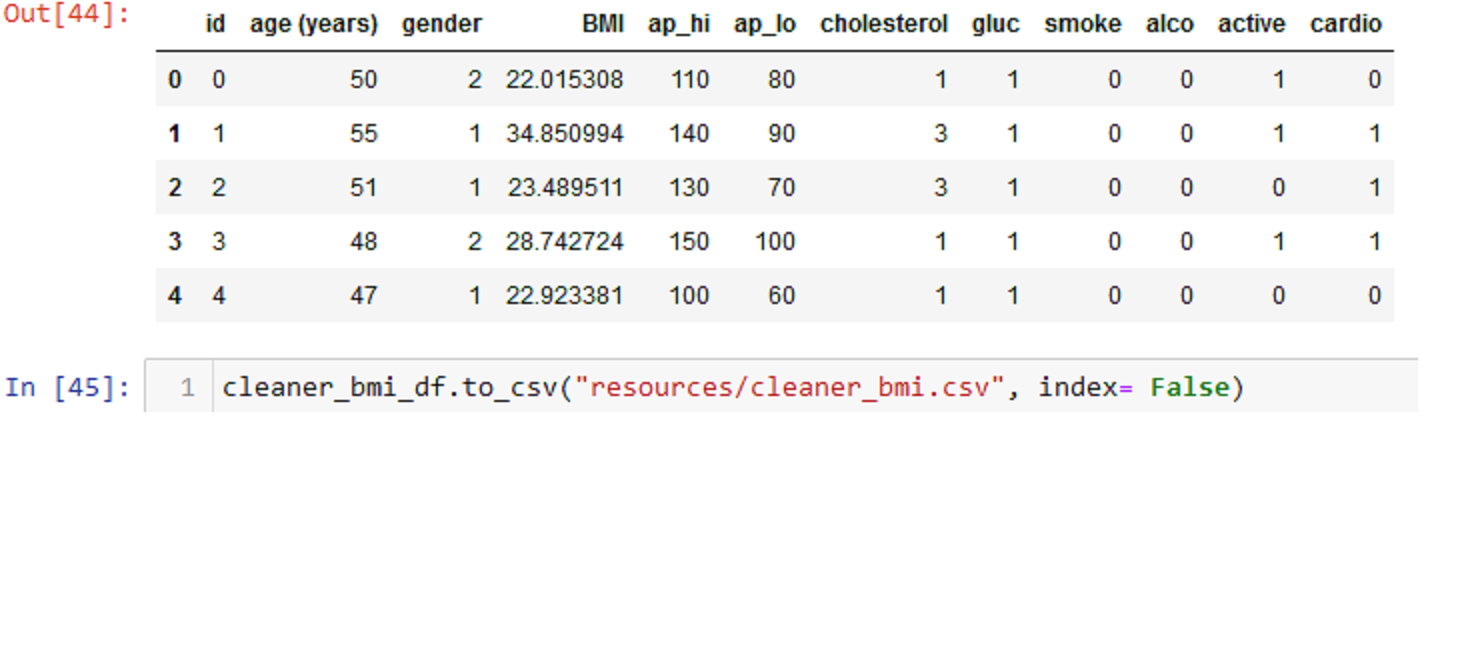 Out[44]:
id age (years) gender BMI ap_hi ap_lo cholesterol gluc smoke alco active cardio
0 0 50 2 22.015308 110 80 1 1 0 0 1 0
1 1 55 1 34.850994 140 90 3 1 0 0 1 1
2 2 51 1 23.489511 130 70 3 1 0 0 0 1
3 3 48 2 28.742724 150 100 1 1 0 0 1 1
4 4 47 1 22.923381 100 60 1 1 0 0 0 0
In [45]: 1 cleaner_bmi_df.to_csv("resources/cleaner_bmi.csv", index= False)